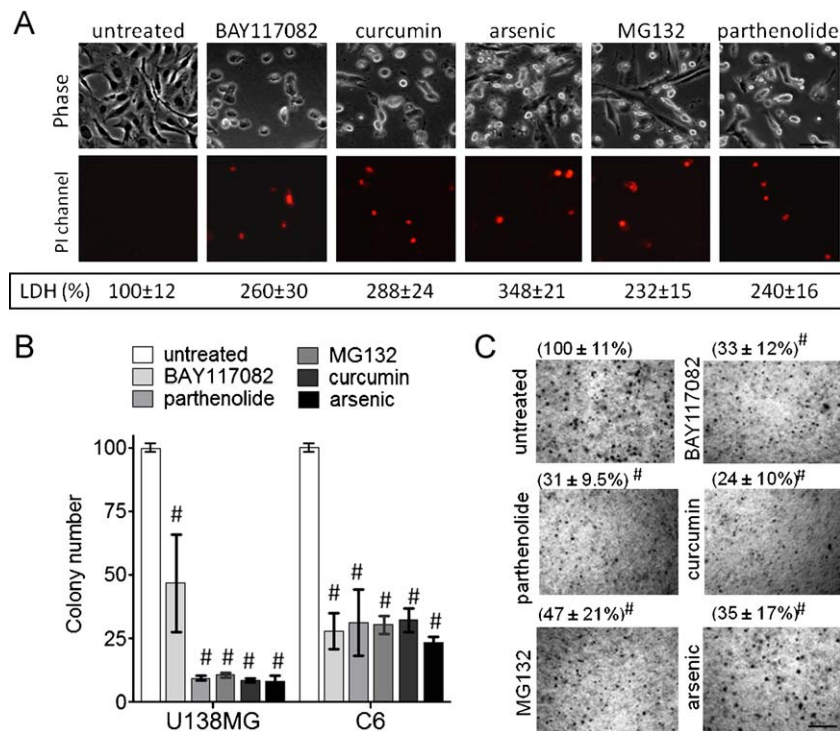 A
untreated BAY117082 curcumin arsenic MG132 parthenolide
Phase
PI channel
LDH (%) 100±12 260±30 288±24 348±21 232±15 240±16
B
untreated MG132
BAY117082 curcumin
parthenolide arsenic
Colony number
100
75
50
25
0
# # # # #
# # # # #
U138MG C6
C
(100 ± 11%) (33 ± 12%)#
untreated BAY117082
(31 ± 9.5%) # (24 ± 10%)#
parthenolide curcumin
(47 ± 21%)# (35 ± 17%)#
MG132 arsenic